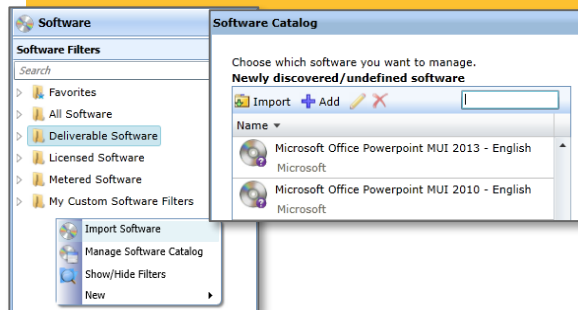 Software
Software Filters
Search
Favorites
All Software
Deliverable Software
Licensed Software
Metered Software
My Custom Software Filters
Import Software
Manage Software Catalog
Show/Hide Filters
New
Software Catalog
Choose which software you want to manage.
Newly discovered/undefined software
Import Add
Name
Microsoft Office Powerpoint MUI 2013 - English
Microsoft
Microsoft Office Powerpoint MUI 2010 - English
Microsoft